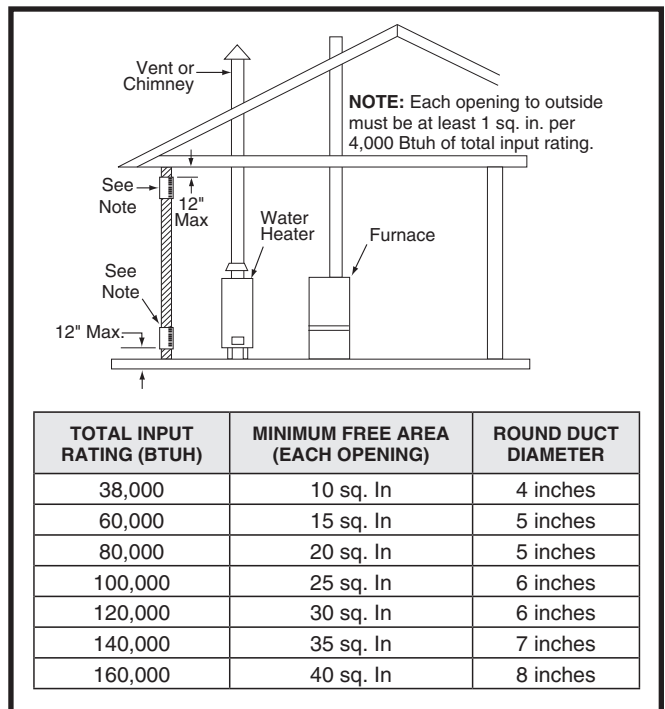 Vent or
Chimney
NOTE: Each opening to outside
must be at least 1 sq. in. per
4,000 Btuh of total input rating.
See
Note
12"
Max
Water
Heater
Furnace
See
Note
12" Max.
TOTAL INPUT RATING (BTUH) MINIMUM FREE AREA (EACH OPENING) ROUND DUCT DIAMETER
38,000 10 sq. In 4 inches
60,000 15 sq. In 5 inches
80,000 20 sq. In 5 inches
100,000 25 sq. In 6 inches
120,000 30 sq. In 6 inches
140,000 35 sq. In 7 inches
160,000 40 sq. In 8 inches